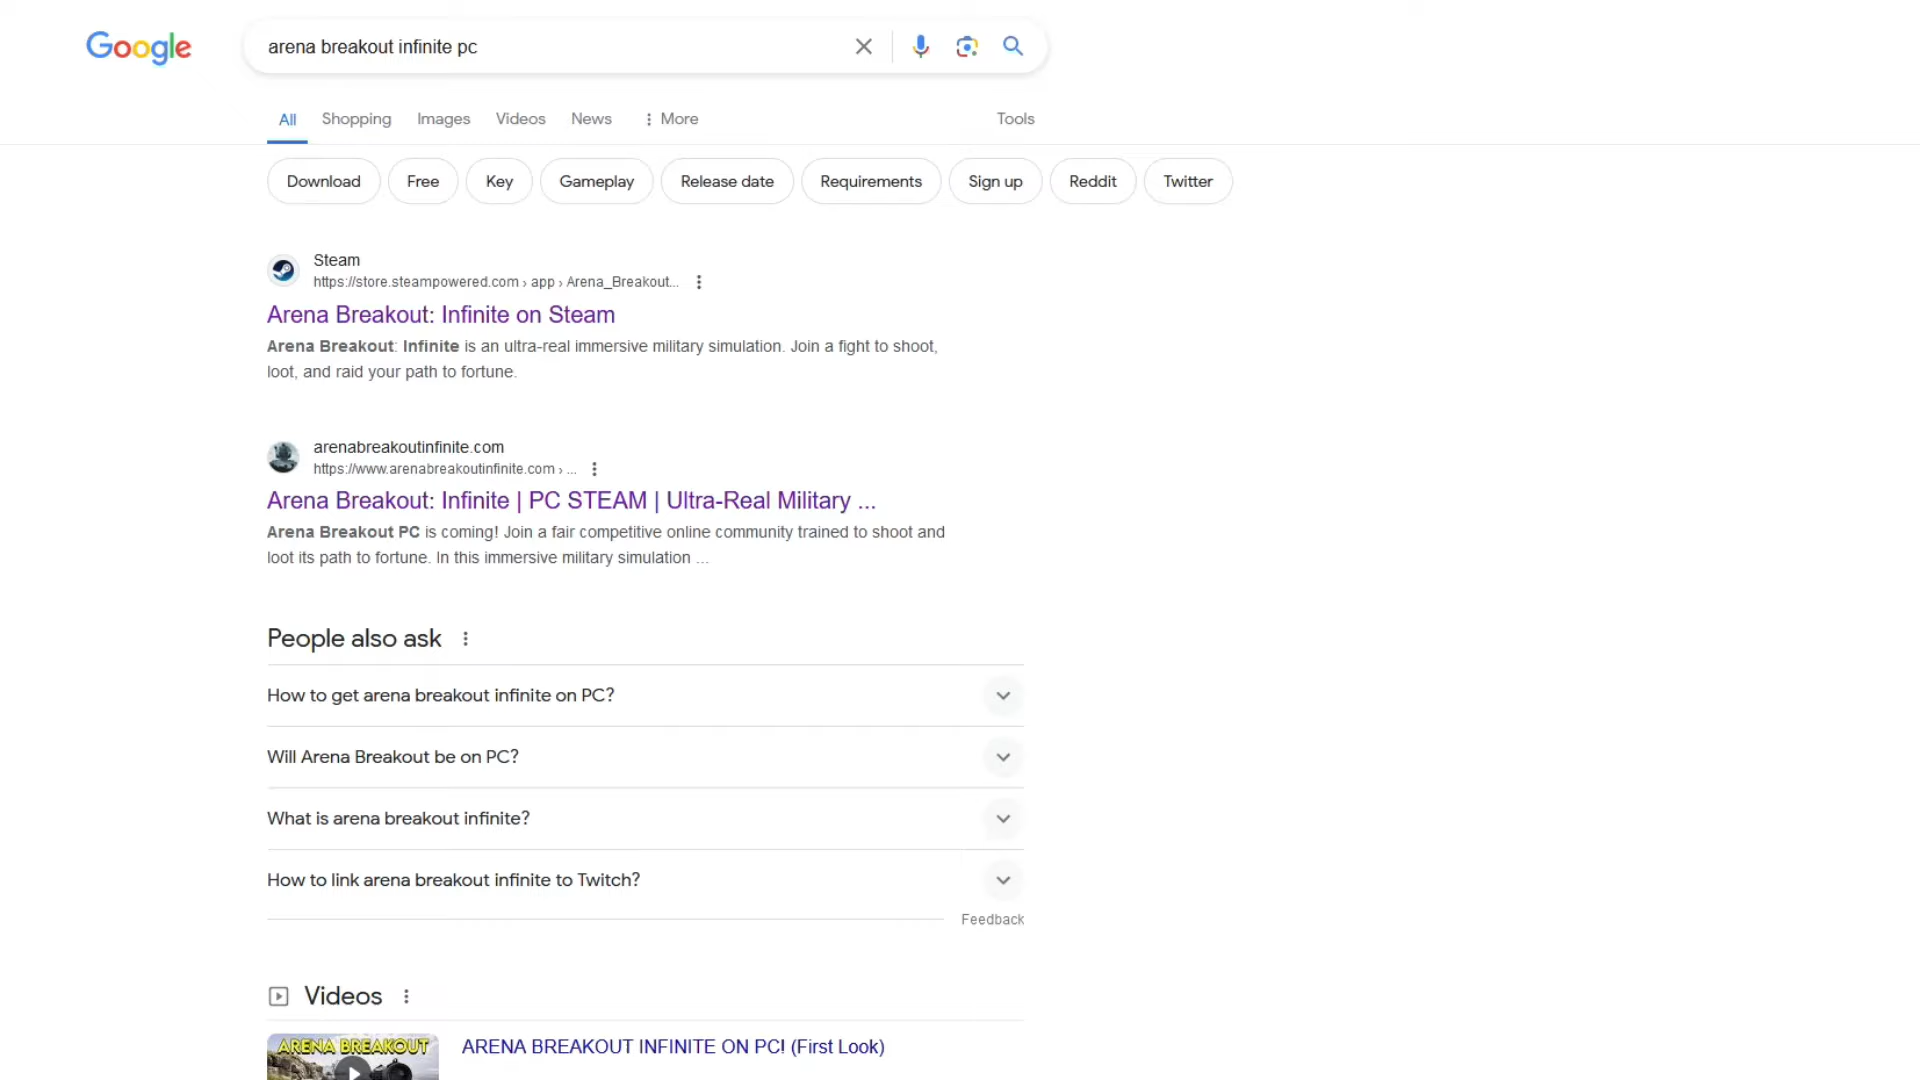 Google
arena breakout infinite pc
All
Shopping
Images
Videos
News
More
Tools
Download
Free
Key
Gameplay
Release date
Requirements
Sign up
Reddit
Twitter
Steam
https://store.steampowered.com › app › Arena_Breakout...
Arena Breakout: Infinite on Steam
Arena Breakout: Infinite is an ultra-real immersive military simulation. Join a fight to shoot,
loot, and raid your path to fortune.
arenabreakoutinfinite.com
https://www.arenabreakoutinfinite.com › ...
Arena Breakout: Infinite | PC STEAM | Ultra-Real Military ...
Arena Breakout PC is coming! Join a fair competitive online community trained to shoot and
loot its path to fortune. In this immersive military simulation ...
People also ask
How to get arena breakout infinite on PC?
Will Arena Breakout be on PC?
What is arena breakout infinite?
How to link arena breakout infinite to Twitch?
Feedback
Videos
ARENA BREAKOUT
ARENA BREAKOUT INFINITE ON PC! (First Look)